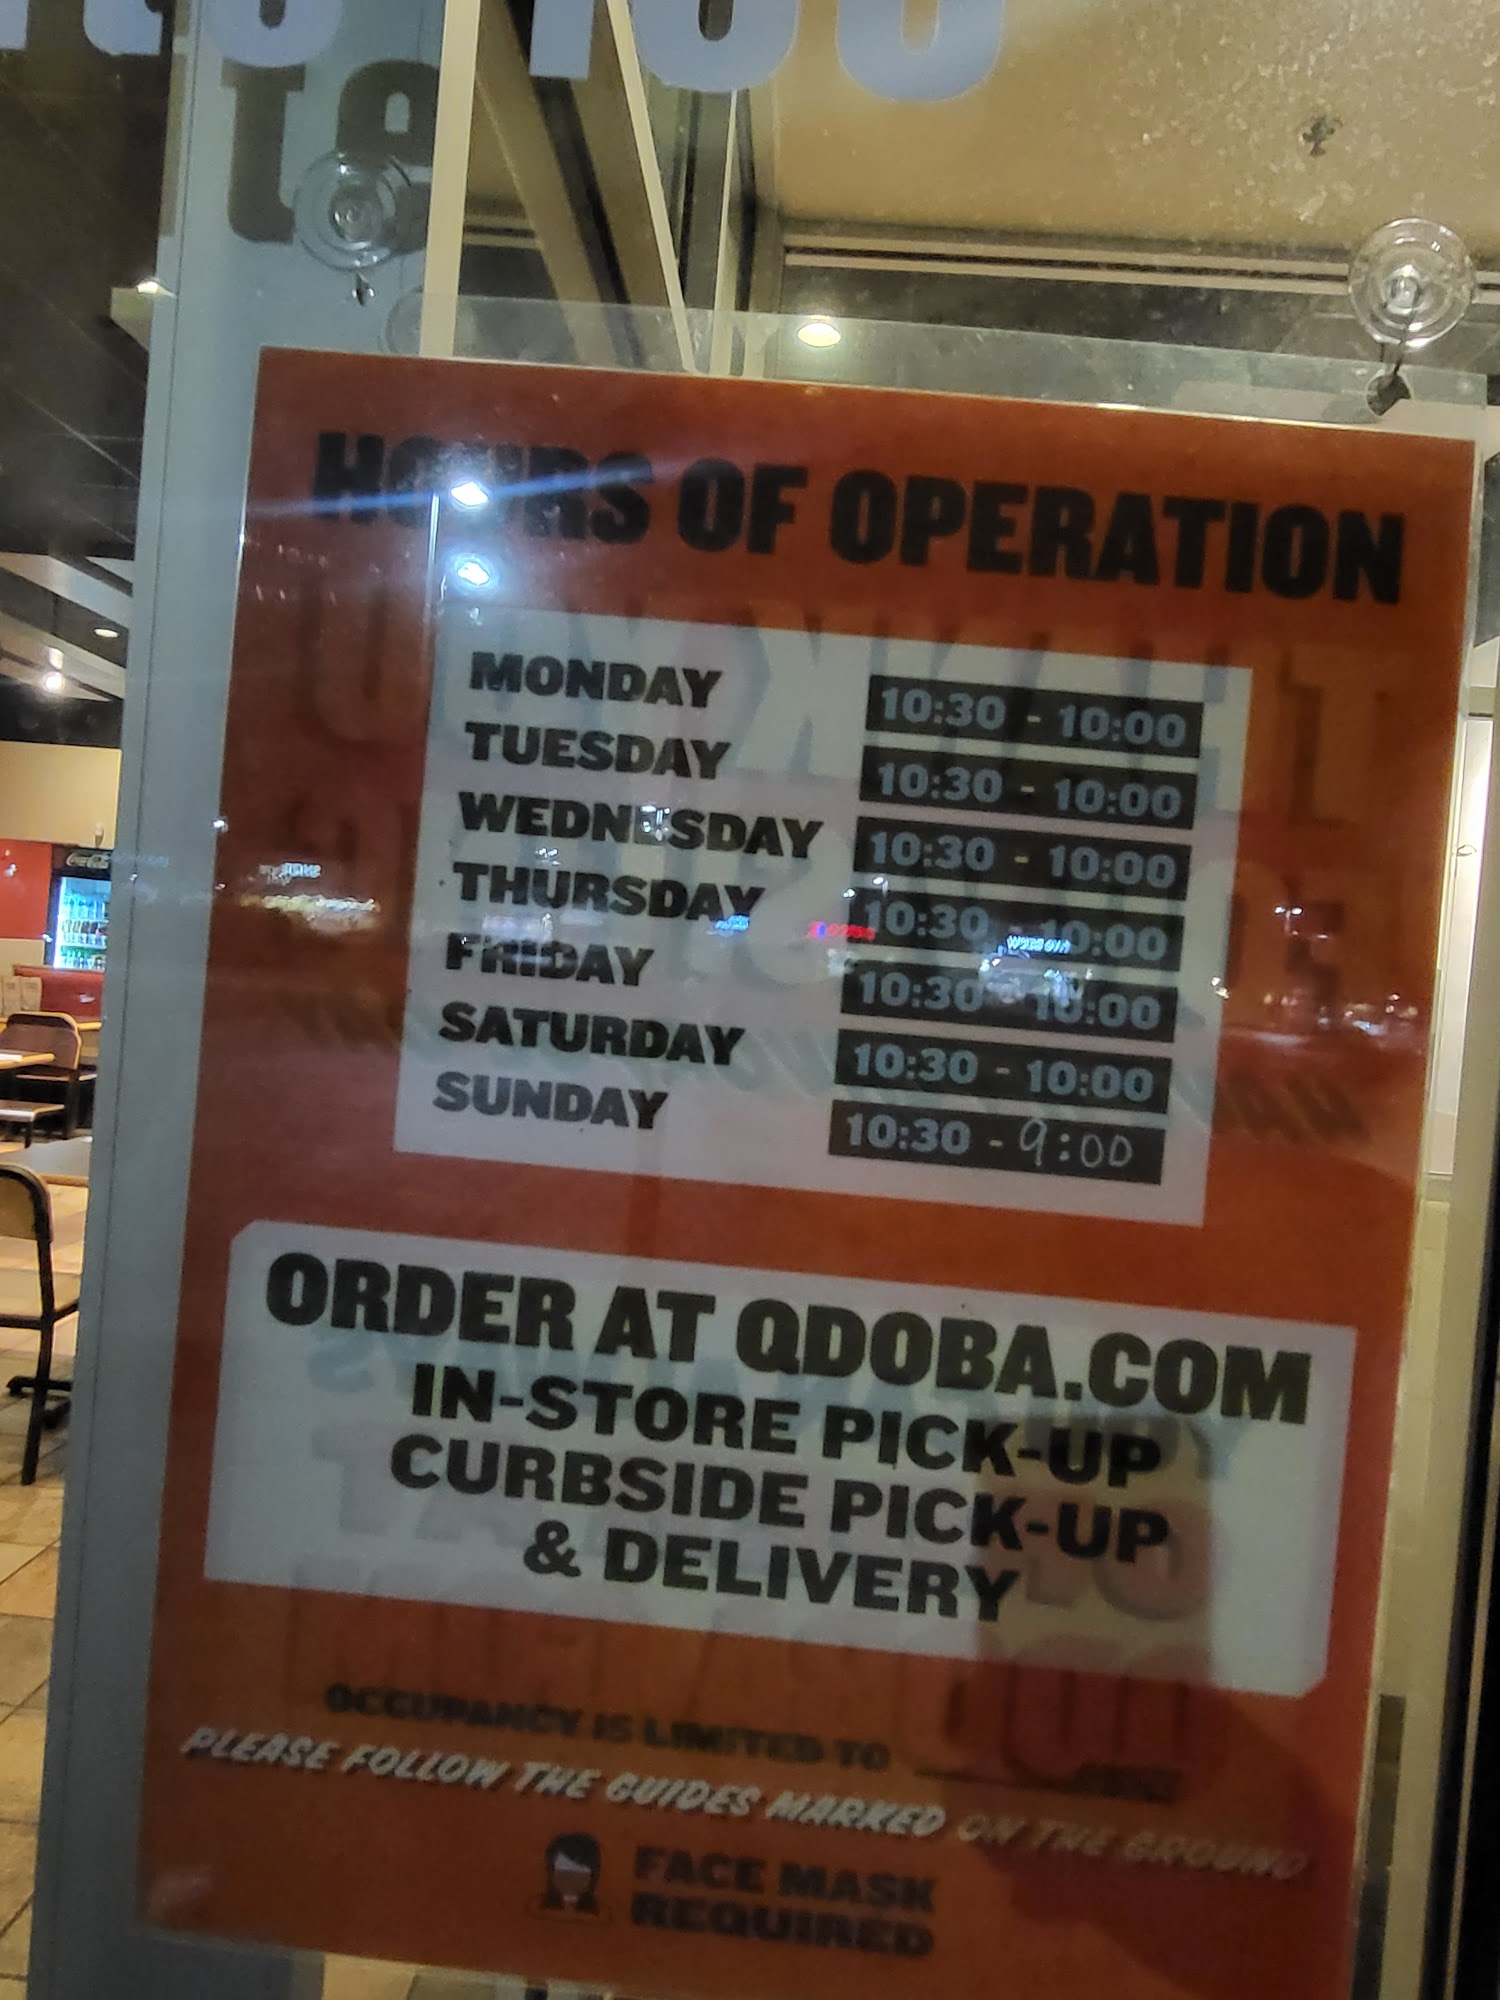 HOURS OF OPERATION
MONDAY 10:30 - 10:00
TUESDAY 10:30 - 10:00
WEDNESDAY 10:30 - 10:00
THURSDAY 10:30 - 10:00
FRIDAY 10:30 - 10:00
SATURDAY 10:30 - 10:00
SUNDAY 10:30 - 9:00
ORDER AT QDOBA.COM
IN-STORE PICK-UP
CURBSIDE PICK-UP
& DELIVERY
OCCUPANCY IS LIMITED TO
PLEASE FOLLOW THE GUIDES MARKED ON THE GROUND
FACE MASK
REQUIRED
Coca-Cola